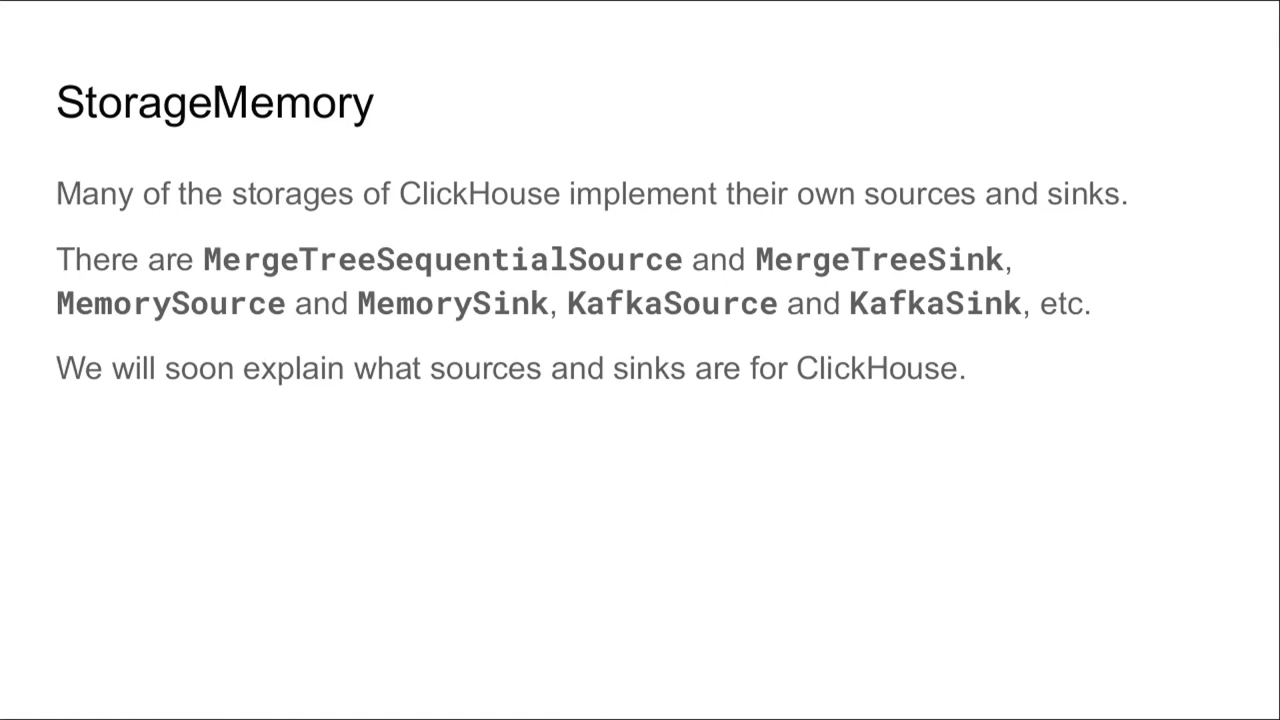 StorageMemory
Many of the storages of ClickHouse implement their own sources and sinks.
There are MergeTreeSequentialSource and MergeTreeSink,
MemorySource and MemorySink, KafkaSource and KafkaSink, etc.
We will soon explain what sources and sinks are for ClickHouse.